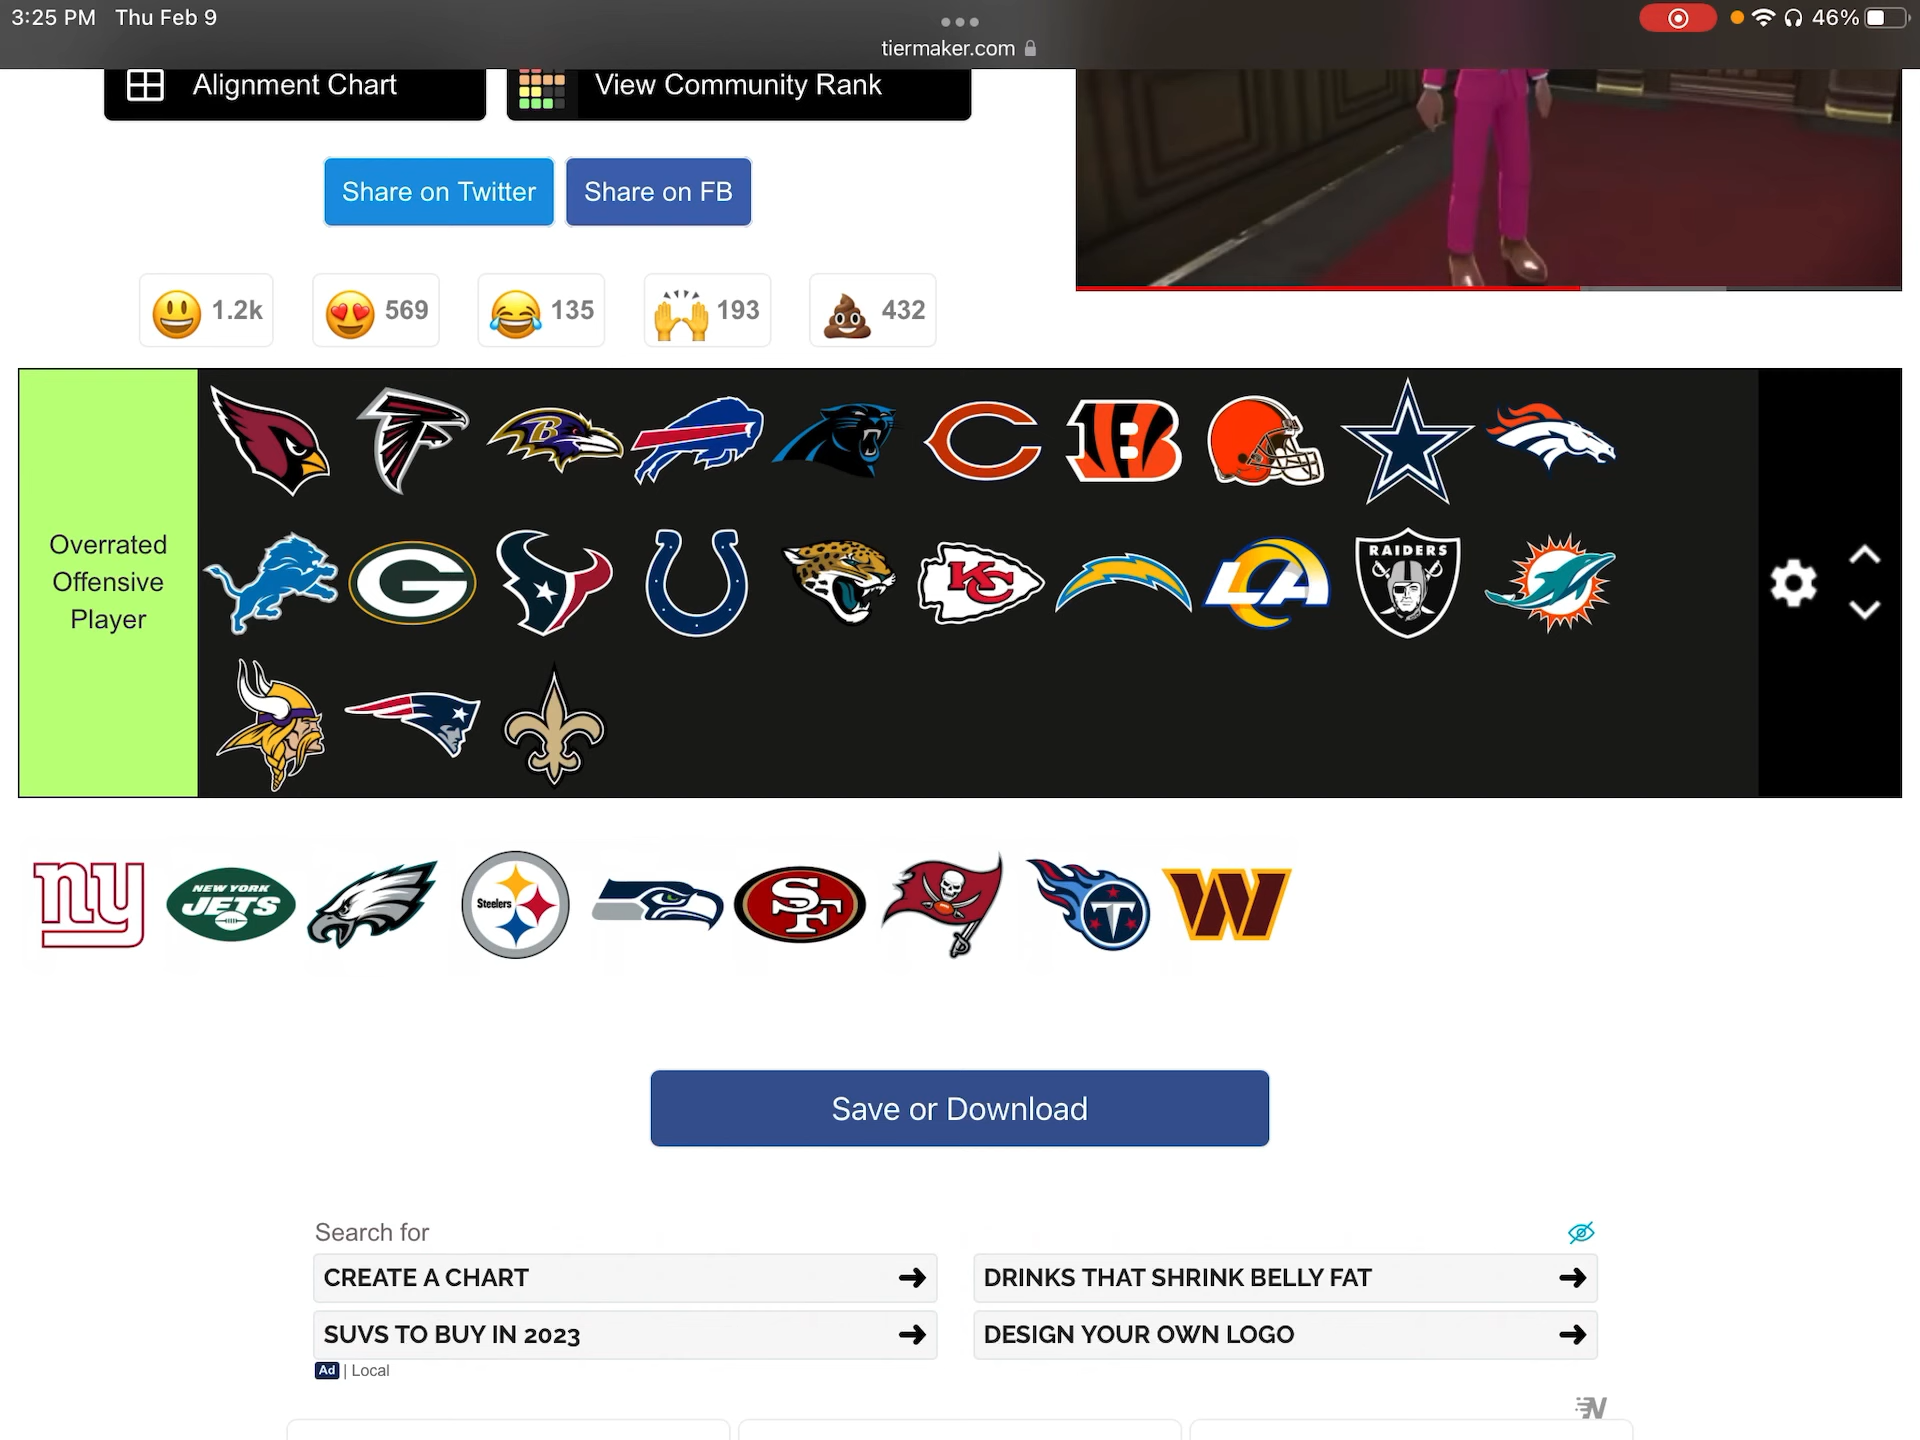 3:25 PM Thu Feb 9
46%
tiermaker.com
Alignment Chart
View Community Rank
Share on Twitter
Share on FB
1.2k
569
135
193
432
Overrated
Offensive
Player
B
C
B
G
KC
LA
RAIDERS
ny
NEW YORK
JETS
Steelers
SF
T
W
Save or Download
Search for
CREATE A CHART
DRINKS THAT SHRINK BELLY FAT
SUVS TO BUY IN 2023
DESIGN YOUR OWN LOGO
Ad | Local
N